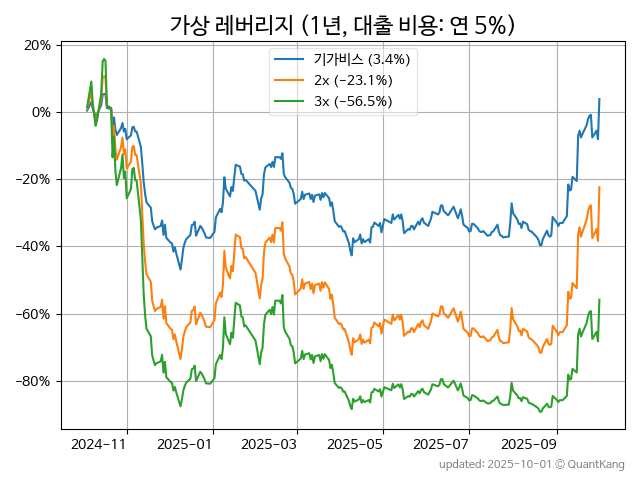 가상 레버리지 (1년, 대출 비용: 연 5%)
기가비스 (3.4%)
2x (−23.1%)
3x (−56.5%)
20%
0%
−20%
−40%
−60%
−80%
2024-11
2025-01
2025-03
2025-05
2025-07
2025-09
updated: 2025-10-01 © QuantKang